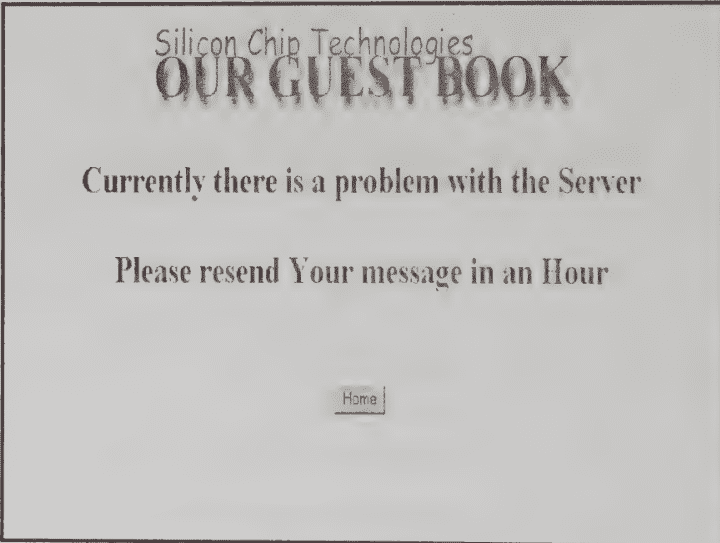 Silicon Chip Technologies
OUR GUEST BOOK
Currently there is a problem with the Server
Please resend Your message in an Hour
Home